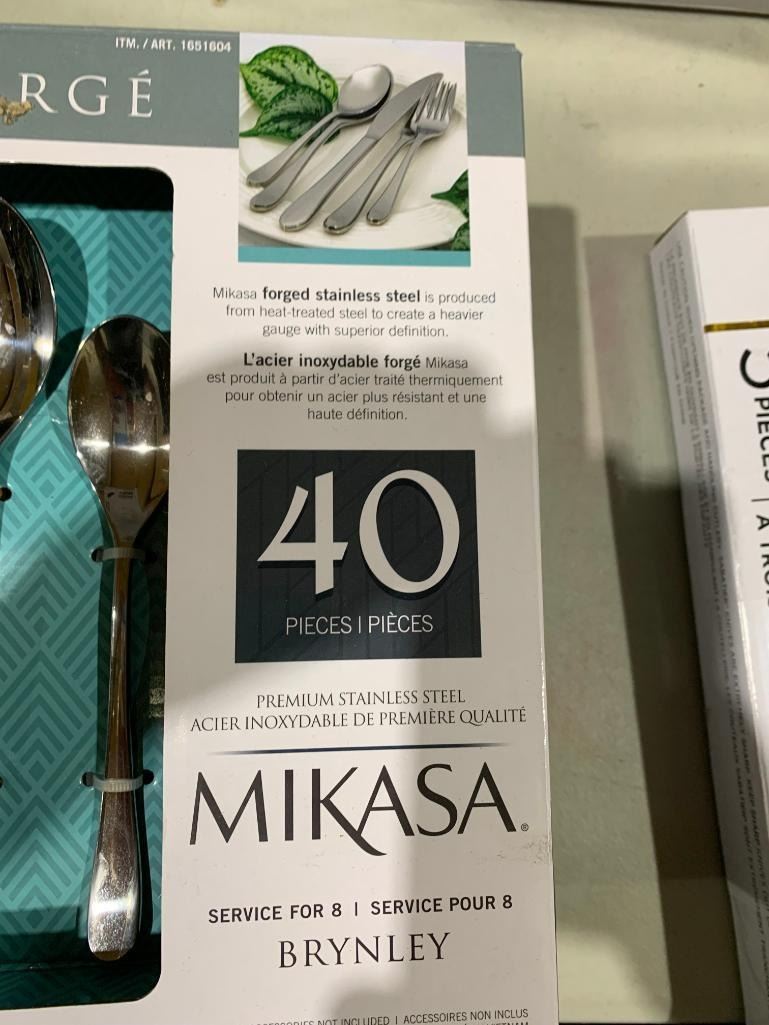 ITM. / ART. 1651604
RGÉ
Mikasa forged stainless steel is produced
from heat-treated steel to create a heavier
gauge with superior definition.
L'acier inoxydable forgé Mikasa
est produit à partir d'acier traité thermiquement
pour obtenir un acier plus résistant et une
haute définition.
40
PIECES | PIÈCES
PREMIUM STAINLESS STEEL
ACIER INOXYDABLE DE PREMIÈRE QUALITÉ
MIKASA®
SERVICE FOR 8 | SERVICE POUR 8
BRYNLEY
NOT INCLUDED | ACCESSOIRES NON INCLUS
PIECES | À